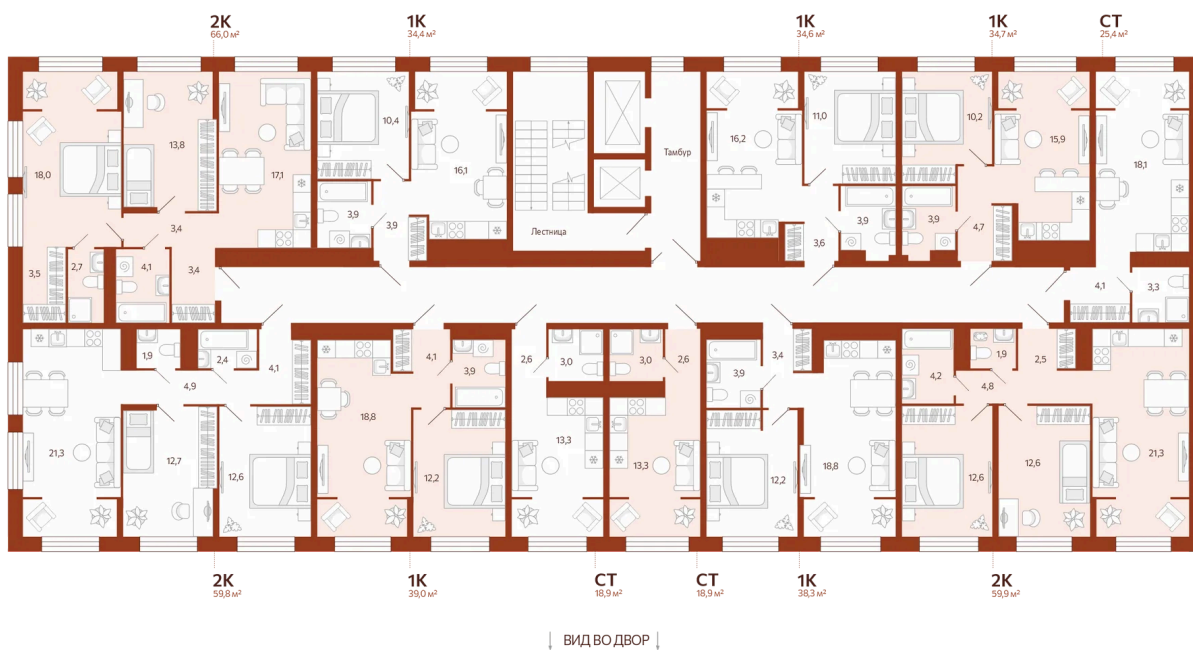 2К
66,0 м²
1К
34,4 м²
1К
34,6 м²
1К
34,7 м²
СТ
25,4 м²
18,0
13,8
17,1
3,4
3,5
2,7
4,1
3,4
10,4
16,1
3,9
3,9
Лестница
Тамбур
16,2
11,0
3,6
3,9
10,2
15,9
3,9
4,7
18,1
4,1
3,3
21,3
1,9
2,4
4,1
4,9
12,7
12,6
18,8
4,1
3,9
12,2
2,6
3,0
13,3
3,0
2,6
13,3
3,9
3,4
12,2
18,8
4,2
1,9
2,5
4,8
12,6
12,6
21,3
2К
59,8 м²
1К
39,0 м²
СТ
18,9 м²
СТ
18,9 м²
1К
38,3 м²
2К
59,9 м²
ВИД ВО ДВОР